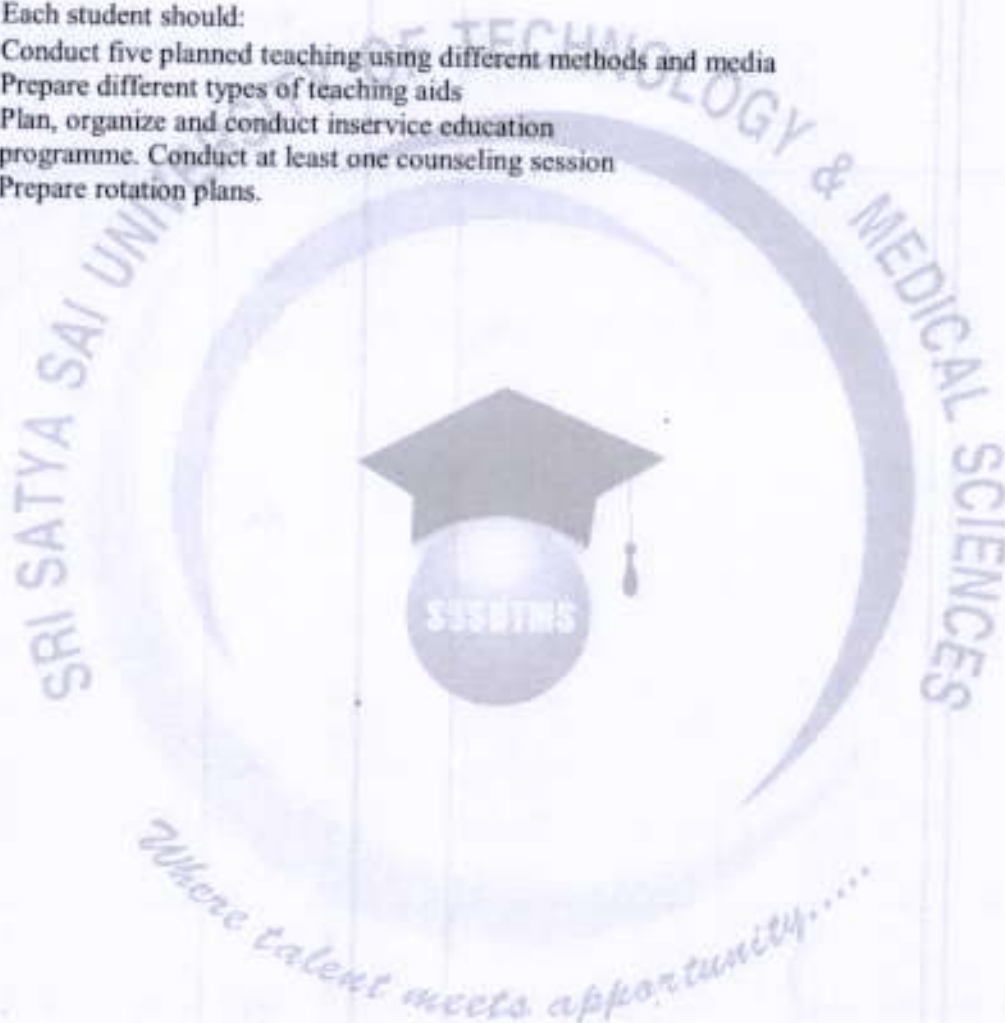 Each student should:
Conduct five planned teaching using different methods and media
Prepare different types of teaching aids
Plan, organize and conduct inservice education
programme. Conduct at least one counseling session
Prepare rotation plans.
SRI SATYA SAI UNIVERSITY OF TECHNOLOGY & MEDICAL SCIENCES
SSSUTMS
Where talent meets apportunity.....